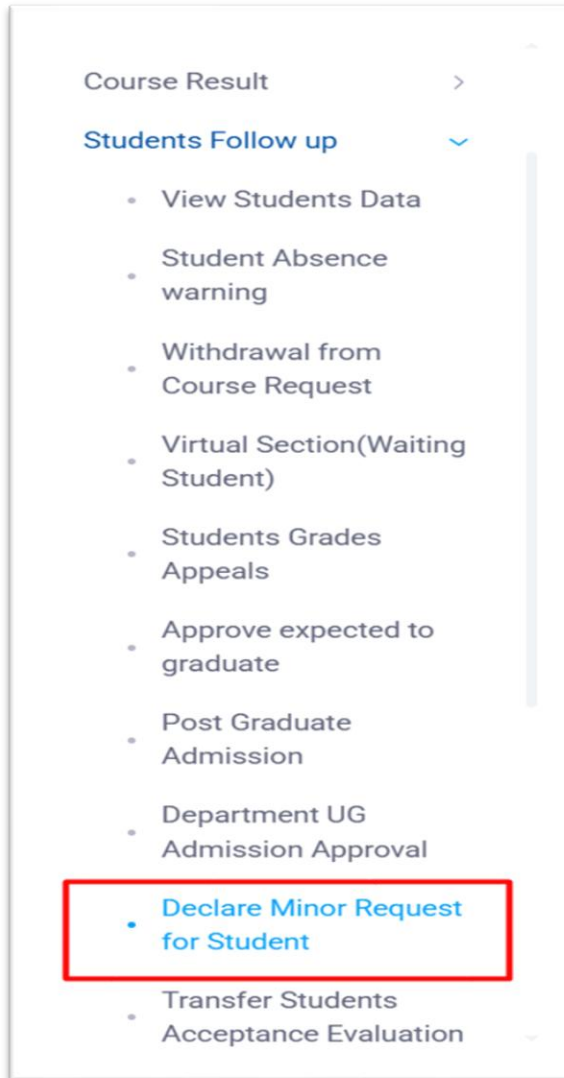 Course Result
Students Follow up
View Students Data
Student Absence
warning
Withdrawal from
Course Request
Virtual Section(Waiting
Student)
Students Grades
Appeals
Approve expected to
graduate
Post Graduate
Admission
Department UG
Admission Approval
Declare Minor Request
for Student
Transfer Students
Acceptance Evaluation